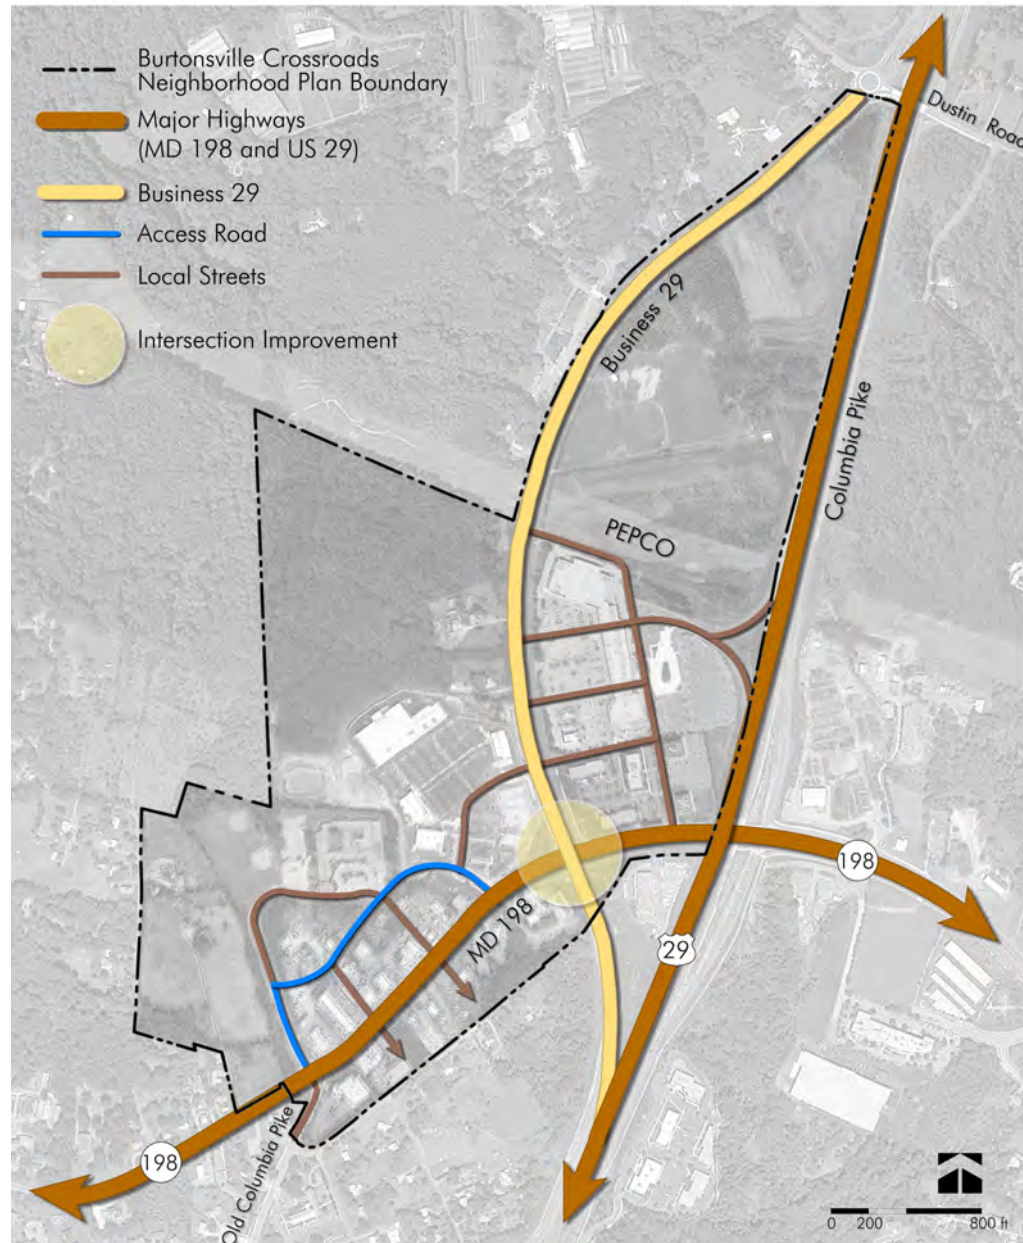 Burtonsville Crossroads
Neighborhood Plan Boundary
Major Highways
(MD 198 and US 29)
Business 29
Access Road
Local Streets
Intersection Improvement
Dustin Road
Business 29
Columbia Pike
PEPCO
198
MD 198
29
198
Old Columbia Pike
0 200 800 ft